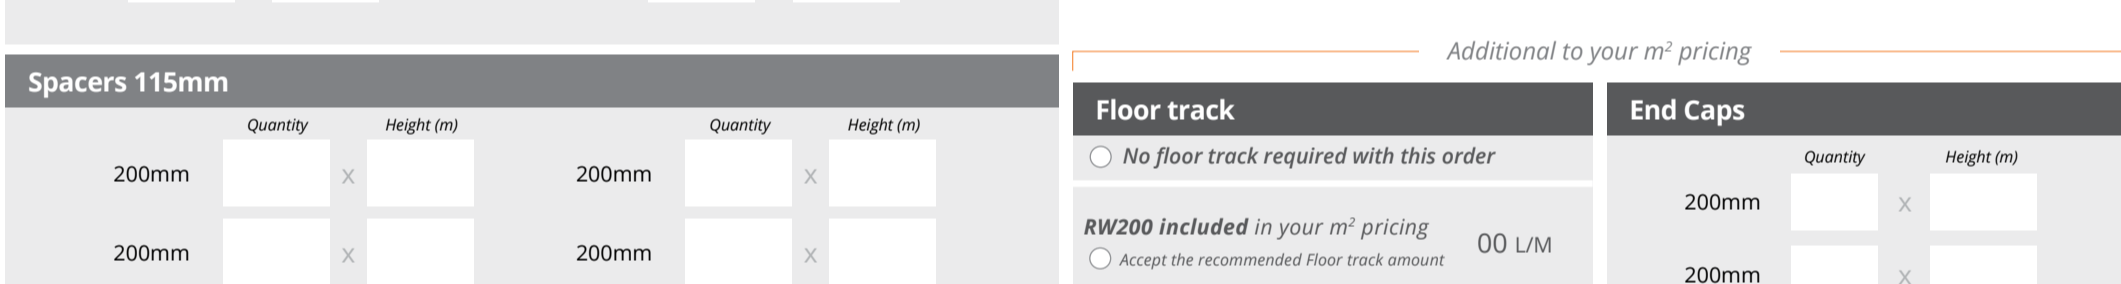 Spacers 115mm
Quantity Height (m) Quantity Height (m)
200mm x 200mm x
200mm x 200mm x
Additional to your m² pricing
Floor track
No floor track required with this order
RW200 included in your m² pricing
00 L/M
Accept the recommended Floor track amount
End Caps
Quantity Height (m)
200mm x
200mm x